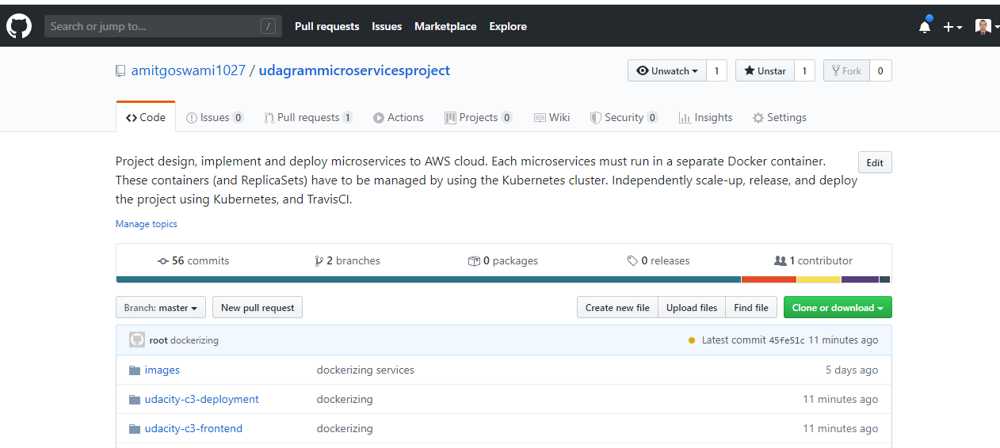 Search or jump to... / Pull requests Issues Marketplace Explore
amitgoswami1027 / udagrammicroservicesproject Unwatch 1 Unstar 1 Fork 0
Code Issues 0 Pull requests 1 Actions Projects 0 Wiki Security 0 Insights Settings
Project design, implement and deploy microservices to AWS cloud. Each microservices must run in a separate Docker container. Edit
These containers (and ReplicaSets) have to be managed by using the Kubernetes cluster. Independently scale-up, release, and deploy
the project using Kubernetes, and TravisCI.
Manage topics
56 commits 2 branches 0 packages 0 releases 1 contributor
Branch: master New pull request Create new file Upload files Find file Clone or download
root dockerizing Latest commit 45fe51c 11 minutes ago
images dockerizing services 5 days ago
udacity-c3-deployment dockerizing 11 minutes ago
udacity-c3-frontend dockerizing 11 minutes ago